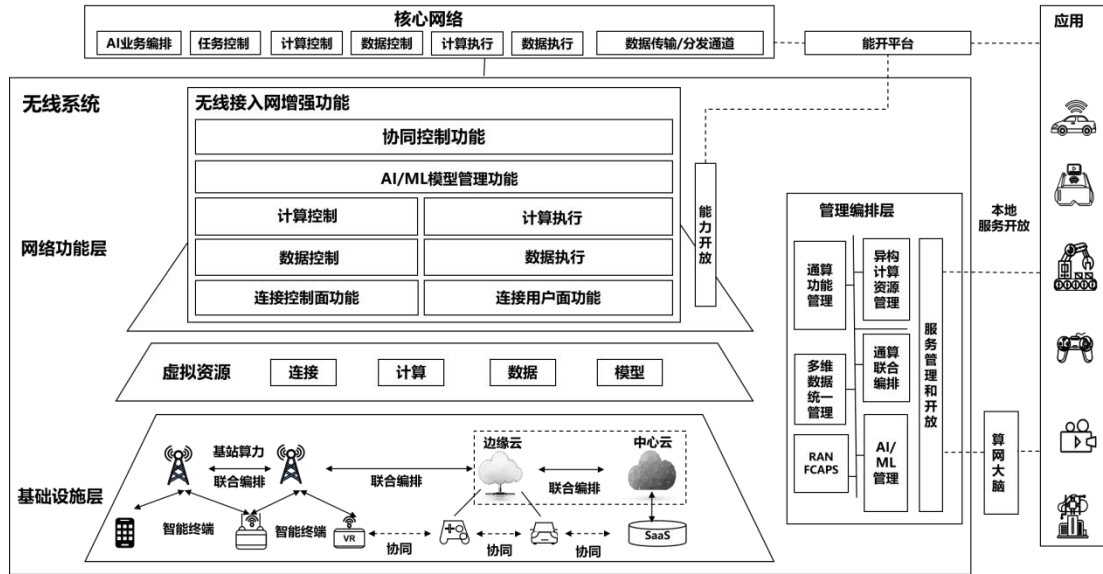 核心网络
AI业务编排 任务控制 计算控制 数据控制 计算执行 数据执行 数据传输/分发通道
能开平台
应用
无线系统
无线接入网增强功能
协同控制功能
AI/ML模型管理功能
计算控制 计算执行
数据控制 数据执行
连接控制面功能 连接用户面功能
能力开放
网络功能层
管理编排层
通算
功能
管理
异构
计算
资源
管理
多维
数据
统一
管理
通算
联合
编排
RAN
FCAPS
AI/
ML
管理
服务管理和开放
本地
服务开放
算网大脑
虚拟资源 连接 计算 数据 模型
基础设施层
基站算力
联合编排
联合编排
边缘云
联合编排
中心云
智能终端
智能终端
VR
协同
协同
协同
SaaS